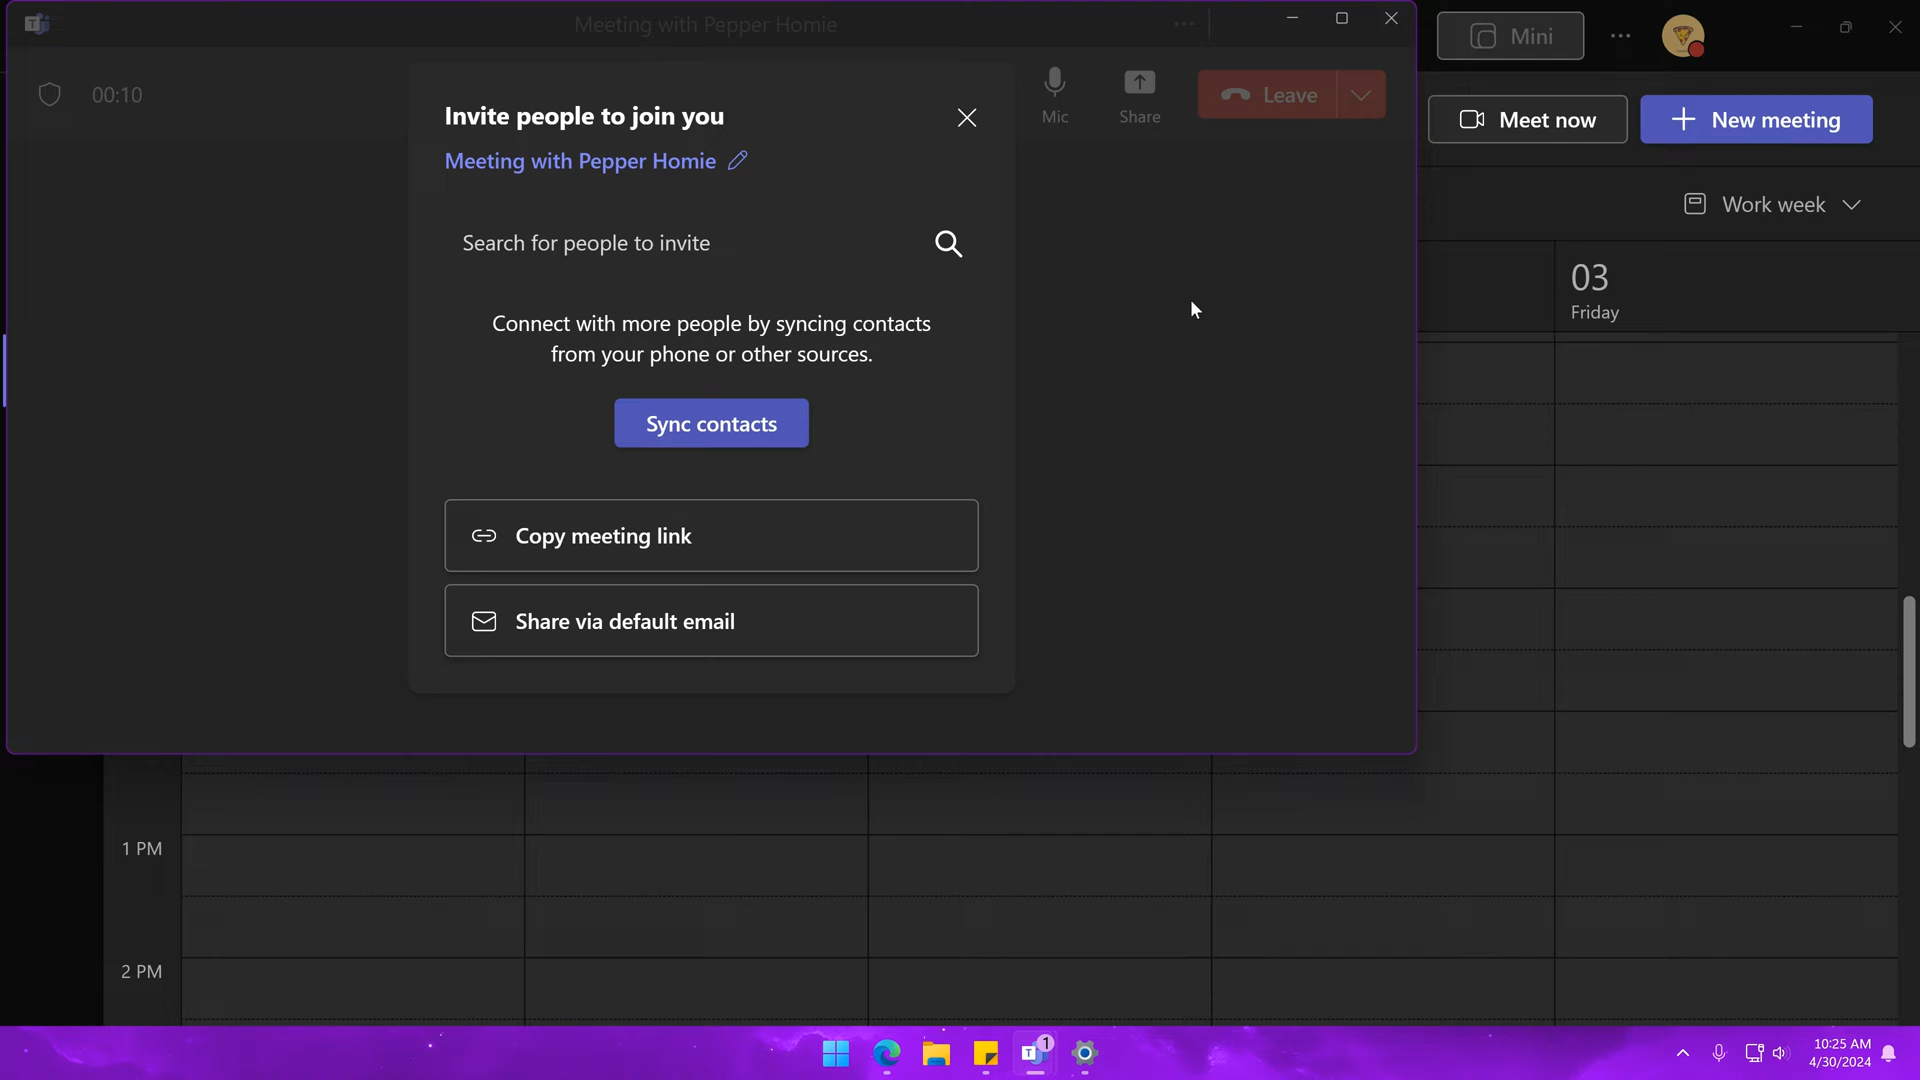 Meeting with Pepper Homie
Mini
00:10
Mic
Share
Leave
Invite people to join you
Meeting with Pepper Homie
Search for people to invite
Connect with more people by syncing contacts
from your phone or other sources.
Sync contacts
Copy meeting link
Share via default email
Meet now
New meeting
Work week
03
Friday
1 PM
2 PM
T
1
10:25 AM
4/30/2024